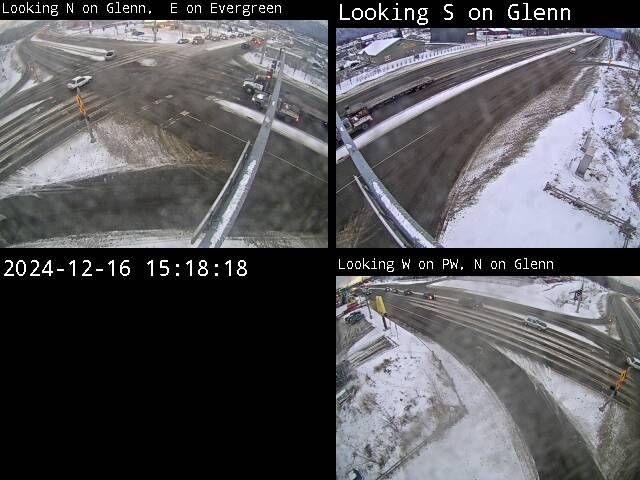 Looking N on Glenn,  E on Evergreen
Looking S on Glenn
2024-12-16 15:18:18
Looking W on PW, N on Glenn